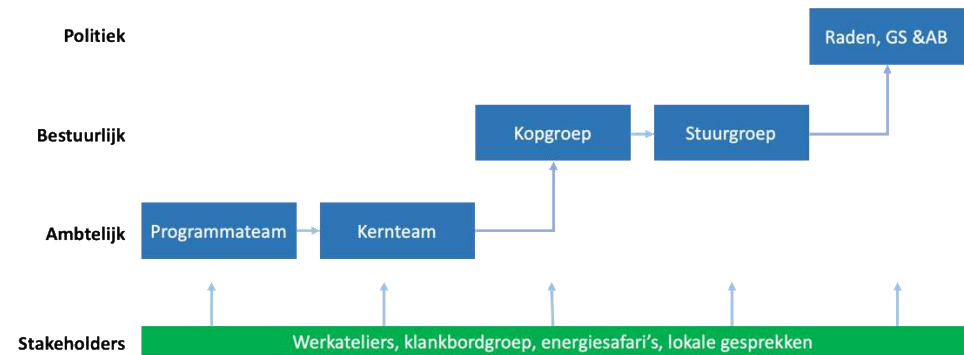 Politiek
Raden, GS &AB
Bestuurlijk
Kopgroep
Stuurgroep
Ambtelijk
Programmateam
Kernteam
Stakeholders
Werkateliers, klankbordgroep, energiesafari's, lokale gesprekken